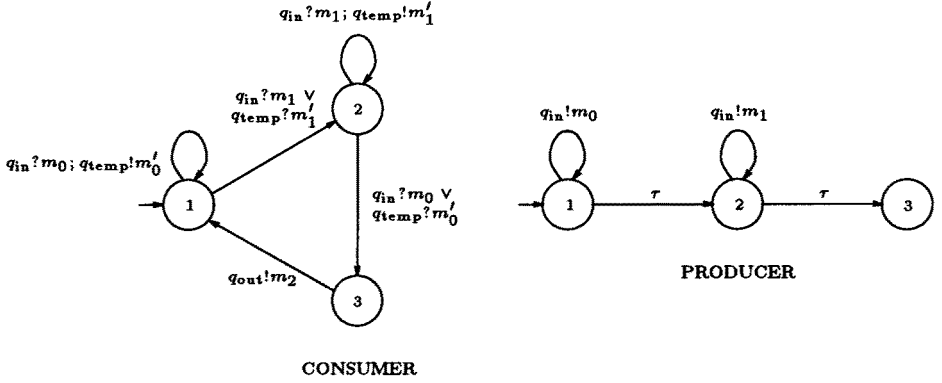 q_in?m_1; q_temp!m'_1
q_in?m_1 ∨
q_temp?m'_1
2
q_in?m_0; q_temp!m'_0
1
q_in?m_0 ∨
q_temp?m'_0
q_out!m_2
3
CONSUMER
q_in!m_0
q_in!m_1
1
τ
2
τ
3
PRODUCER